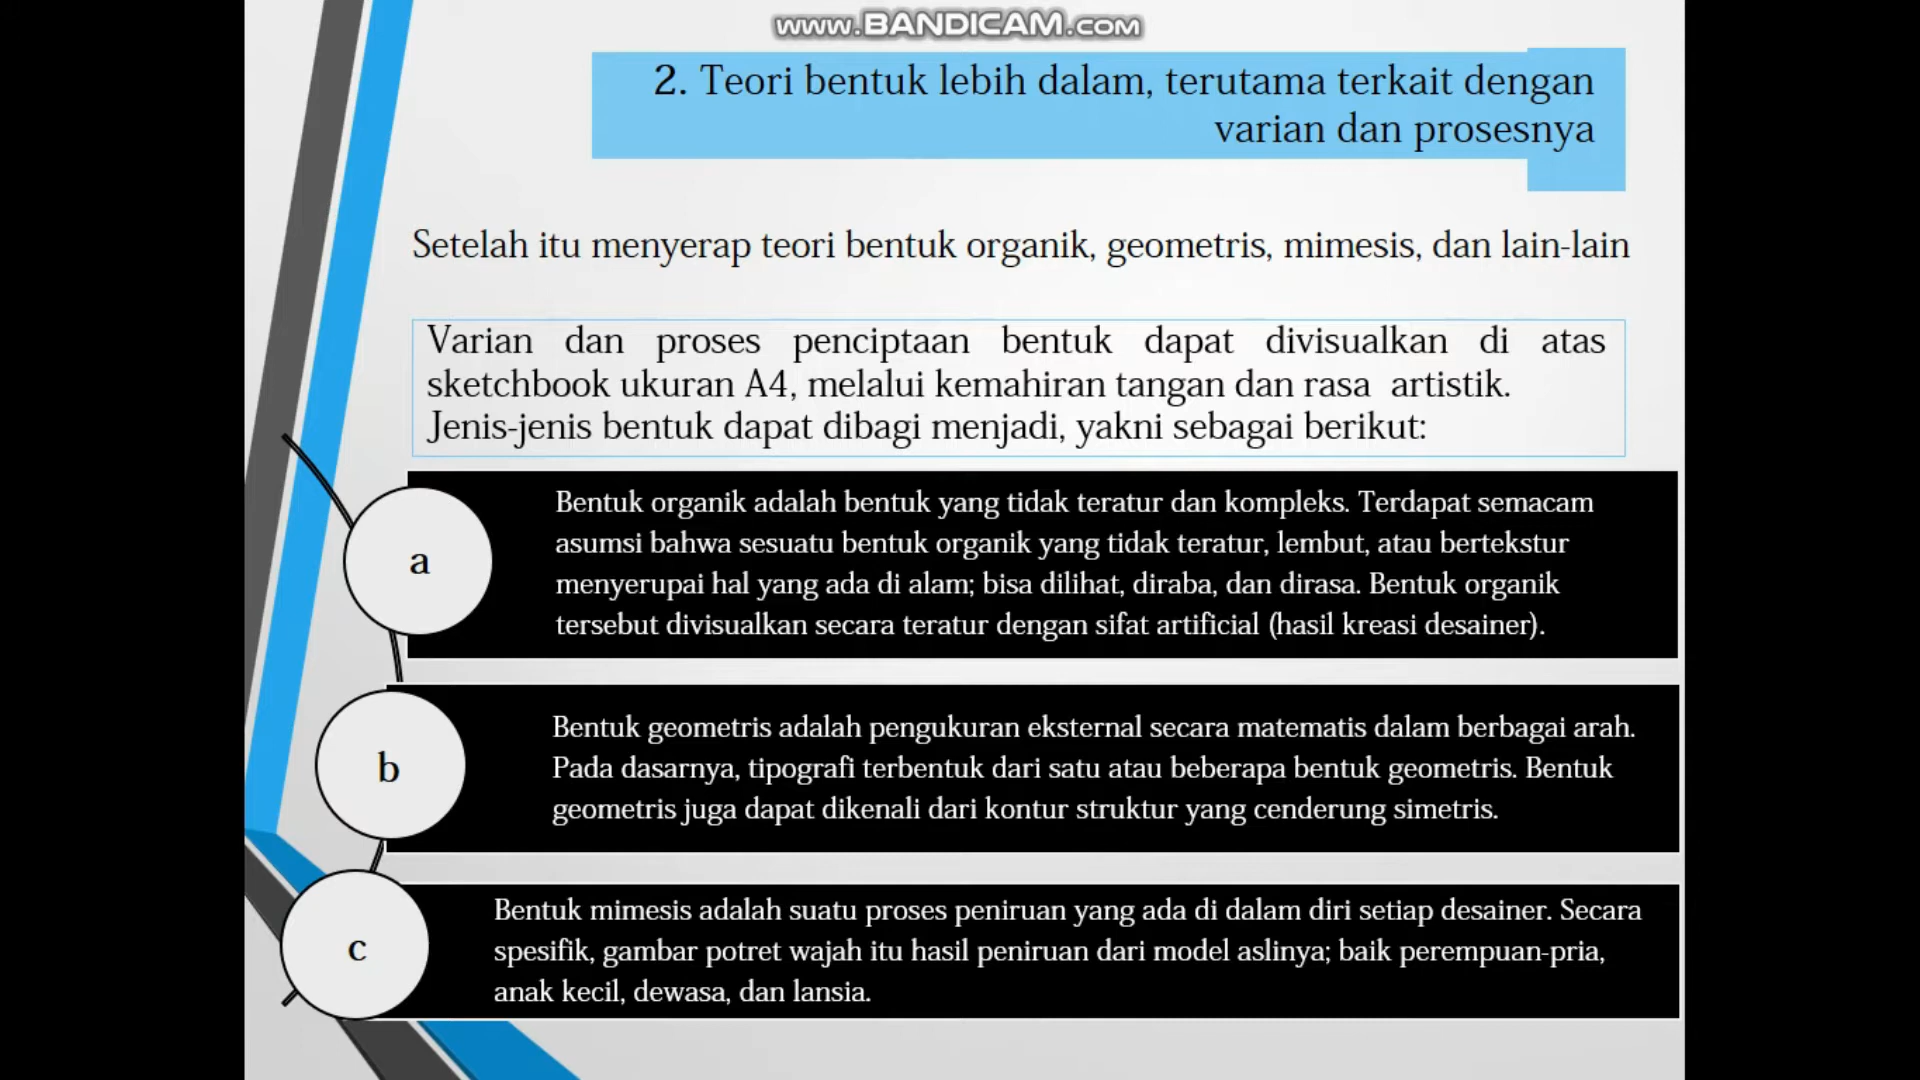 www.BANDICAM.com
2. Teori bentuk lebih dalam, terutama terkait dengan
varian dan prosesnya
Setelah itu menyerap teori bentuk organik, geometris, mimesis, dan lain-lain
Varian dan proses penciptaan bentuk dapat divisualkan di atas
sketchbook ukuran A4, melalui kemahiran tangan dan rasa artistik.
Jenis-jenis bentuk dapat dibagi menjadi, yakni sebagai berikut:
a
Bentuk organik adalah bentuk yang tidak teratur dan kompleks. Terdapat semacam
asumsi bahwa sesuatu bentuk organik yang tidak teratur, lembut, atau bertekstur
menyerupai hal yang ada di alam; bisa dilihat, diraba, dan dirasa. Bentuk organik
tersebut divisualkan secara teratur dengan sifat artificial (hasil kreasi desainer).
b
Bentuk geometris adalah pengukuran eksternal secara matematis dalam berbagai arah.
Pada dasarnya, tipografi terbentuk dari satu atau beberapa bentuk geometris. Bentuk
geometris juga dapat dikenali dari kontur struktur yang cenderung simetris.
c
Bentuk mimesis adalah suatu proses peniruan yang ada di dalam diri setiap desainer. Secara
spesifik, gambar potret wajah itu hasil peniruan dari model aslinya; baik perempuan-pria,
anak kecil, dewasa, dan lansia.